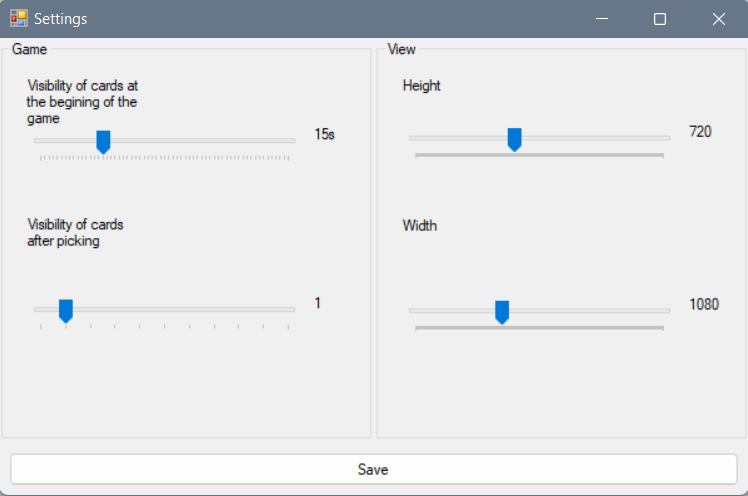 Settings
Game
Visibility of cards at
the begining of the
game
15s
Visibility of cards
after picking
1
View
Height
720
Width
1080
Save